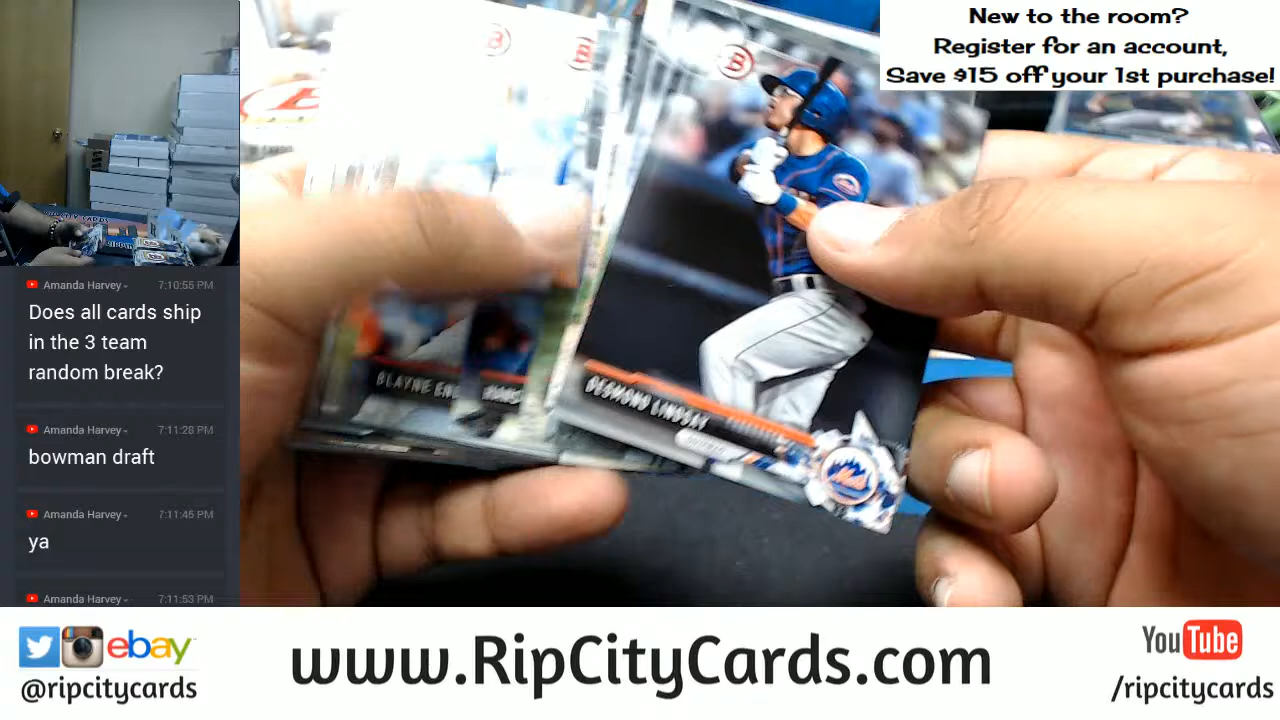 New to the room?
Register for an account,
Save $15 off your 1st purchase!
Amanda Harvey
7:10:55 PM
Does all cards ship
in the 3 team
random break?
Amanda Harvey
7:11:28 PM
bowman draft
Amanda Harvey
7:11:45 PM
ya
Amanda Harvey
7:11:53 PM
B
B
B
BLAYNE
DESMOND LINDSAY
Mets
ebay
@ripcitycards
www.RipCityCards.com
YouTube
/ripcitycards